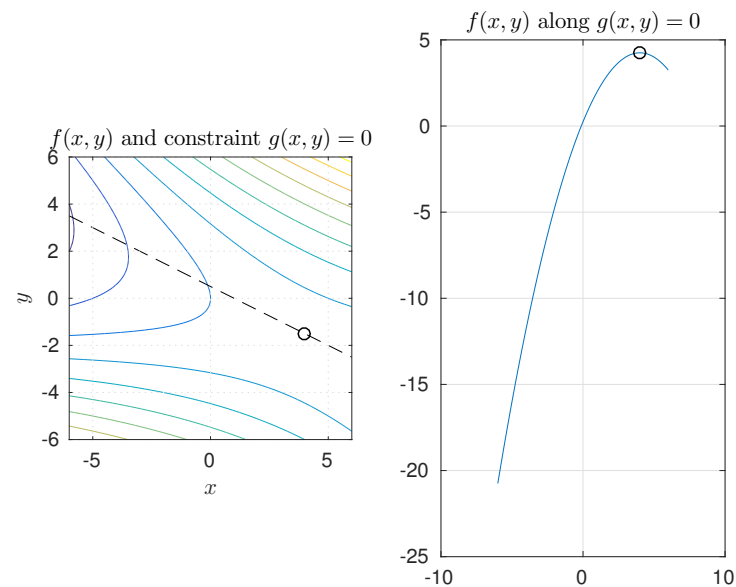 f(x, y) and constraint g(x, y) = 0
6
4
2
0
-2
-4
-6
y
-5 0 5
x
f(x, y) along g(x, y) = 0
5
0
-5
-10
-15
-20
-25
-10 0 10